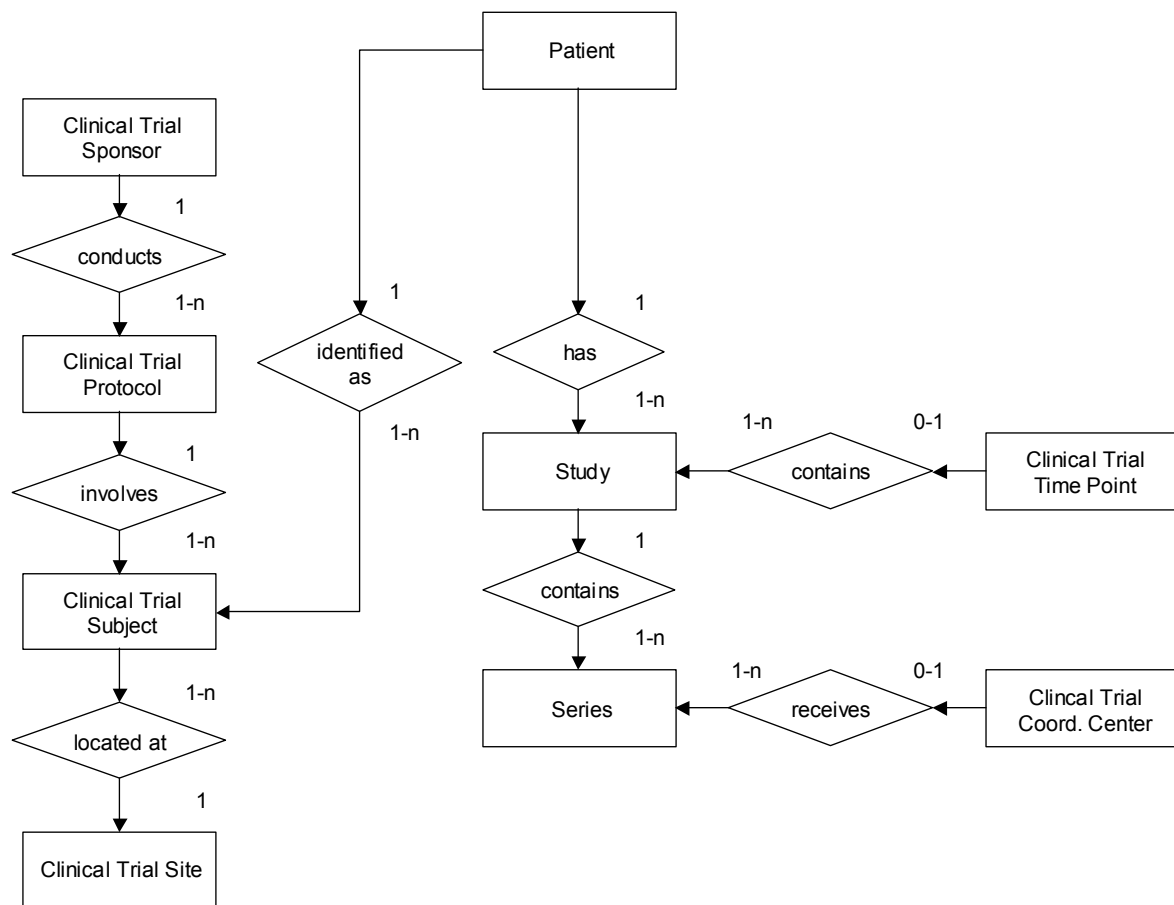 Patient
Clinical Trial
Sponsor
1
conducts
1-n
Clinical Trial
Protocol
1
involves
1-n
Clinical Trial
Subject
1-n
located at
1
Clinical Trial Site
1
identified
as
1-n
1
has
1-n
Study
1-n
contains
0-1
Clinical Trial
Time Point
1
contains
1-n
Series
1-n
receives
0-1
Clincal Trial
Coord. Center